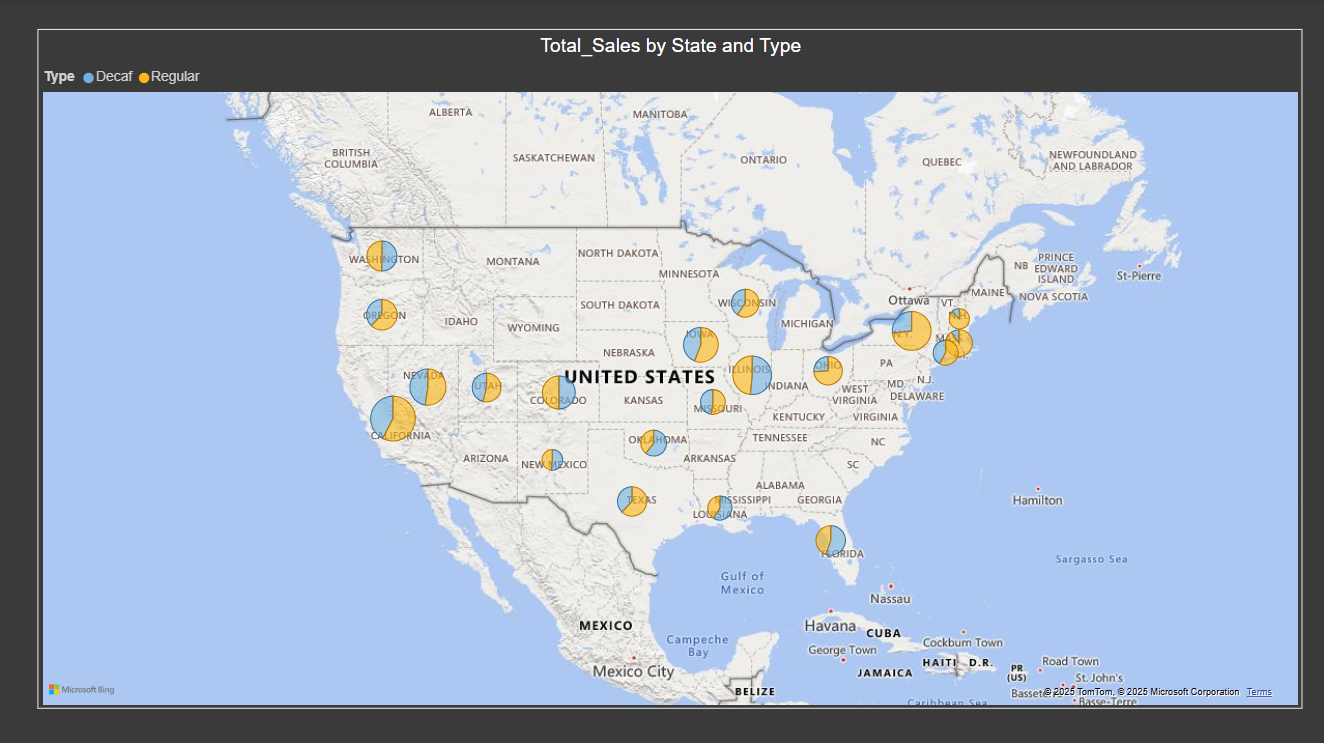 Total_Sales by State and Type
Type Decaf Regular
ALBERTA
MANITOBA
BRITISH
COLUMBIA
SASKATCHEWAN
ONTARIO
QUEBEC
NEWFOUNDLAND
AND LABRADOR
WASHINGTON
MONTANA
NORTH DAKOTA
MINNESOTA
NB
PRINCE
EDWARD
ISLAND
St-Pierre
OREGON
IDAHO
SOUTH DAKOTA
WISCONSIN
Ottawa
VT
MAINE
NOVA SCOTIA
N.H
WYOMING
MICHIGAN
IOWA
N.Y.
MASS
NEBRASKA
NEVADA
UTAH
UNITED STATES
ILLINOIS
INDIANA
OHIO
PA
MD
N.J.
DELAWARE
COLORADO
KANSAS
MISSOURI
WEST
VIRGINIA
KENTUCKY
VIRGINIA
CALIFORNIA
OKLAHOMA
TENNESSEE
NC
ARIZONA
NEW MEXICO
ARKANSAS
SC
ALABAMA
TEXAS
MISSISSIPPI
GEORGIA
LOUISIANA
Hamilton
FLORIDA
Sargasso Sea
Gulf of
Mexico
Nassau
MEXICO
Havana
CUBA
Campeche
Bay
George Town
Cockburn Town
Mexico City
JAMAICA
HAITI
D.R.
PR
(US)
Road Town
St. John's
Microsoft Bing
BELIZE
© 2025 TomTom, © 2025 Microsoft Corporation Terms
Basse-Terre
Caribbean Sea